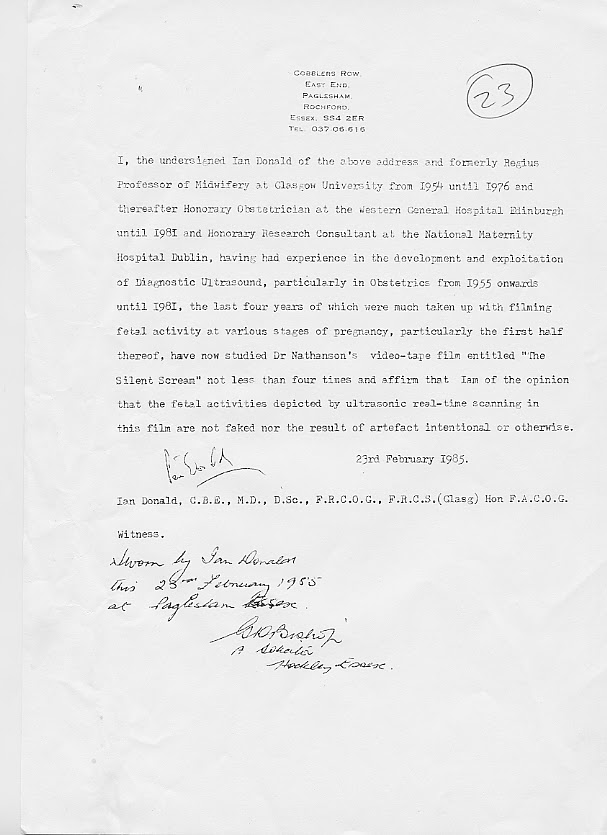 COBBLERS ROW,
EAST END,
PAGLESHAM,
ROCHFORD,
ESSEX. SS4 2ER
TEL. 037 06 616
23
I, the undersigned Ian Donald of the above address and formerly Regius
Professor of Midwifery at Glasgow University from 1954 until 1976 and
thereafter Honorary Obstetrician at the Western General Hospital Edinburgh
until 1981 and Honorary Research Consultant at the National Maternity
Hospital Dublin, having had experience in the development and exploitation
of Diagnostic Ultrasound, particularly in Obstetrics from 1955 onwards
until 1981, the last four years of which were much taken up with filming
fetal activity at various stages of pregnancy, particularly the first half
thereof, have now studied Dr Nathanson's video-tape film entitled "The
Silent Scream" not less than four times and affirm that Iam of the opinion
that the fetal activities depicted by ultrasonic real-time scanning in
this film are not faked nor the result of artefact intentional or otherwise.
23rd February 1985.
Ian Donald, C.B.E., M.D., D.Sc., F.R.C.O.G., F.R.C.S.(Glasg) Hon F.A.C.O.G.
Witness.
Sworn by Ian Donald
this 23rd February 1985
at Paglesham Essex.
Bishop
A Solicitor
Hockley Essex.